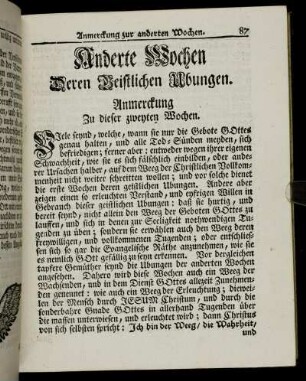 Anmerckung zur anderten Wochen. 87
Anderte Wochen
Deren Geistlichen Ubungen.
Anmerckung
Zu dieser zweyten Wochen.
Viele seynd, welche, wann sie nur die Gebote GOttes
genau halten, und alle Tod-Sünden meyden, sich
befriedigen; ferner aber: entweder wegen ihrer eigenen
Schwachheit, wie sie es sich fälschlich einbilden, oder ande-
rer Ursachen halber, auf dem Weeg der Christlichen Vollkom-
menheit nicht weiter schreitten wollen; und vor solche dienet
die erste Wochen deren geistlichen Ubungen. Andere aber
zeigen einen so erleuchten Verstand, und eyfrigen Willen in
Gebrauch dieser geistlichen Ubungen: daß sie hurtig, und
bereit seynd, nicht allein den Weeg der Geboten GOttes zu
lauffen, und sich in denen zur Seeligkeit nothwendigen Tu-
genden zu üben; sondern sie erwählen auch den Weeg deren
freywilligen, und vollkommenen Tugenden; oder entschlies-
sen sich so gar die Evangelische Räthe anzunehmen, wie sie
es nemlich GOtt gefällig zu seyn erkennen. Vor dergleichen
tapfere Gemüther seynd die Ubungen der anderten Wochen
angesehen. Dahero wird diese Wochen auch ein Weeg der
Wachsenden, und in dem Dienst GOttes allezeit Zunehmen-
den genennet: wie auch ein Weeg der Erleuchtung; diewei-
len der Mensch durch JESUM Christum, und durch die
sonderbahre Gnade GOttes in allerhand Tugenden über
die massen unterwiesen, und erleuchtet wird; dann Christus
von sich selbsten spricht: Ich bin der Weeg, die Wahrheit,
und